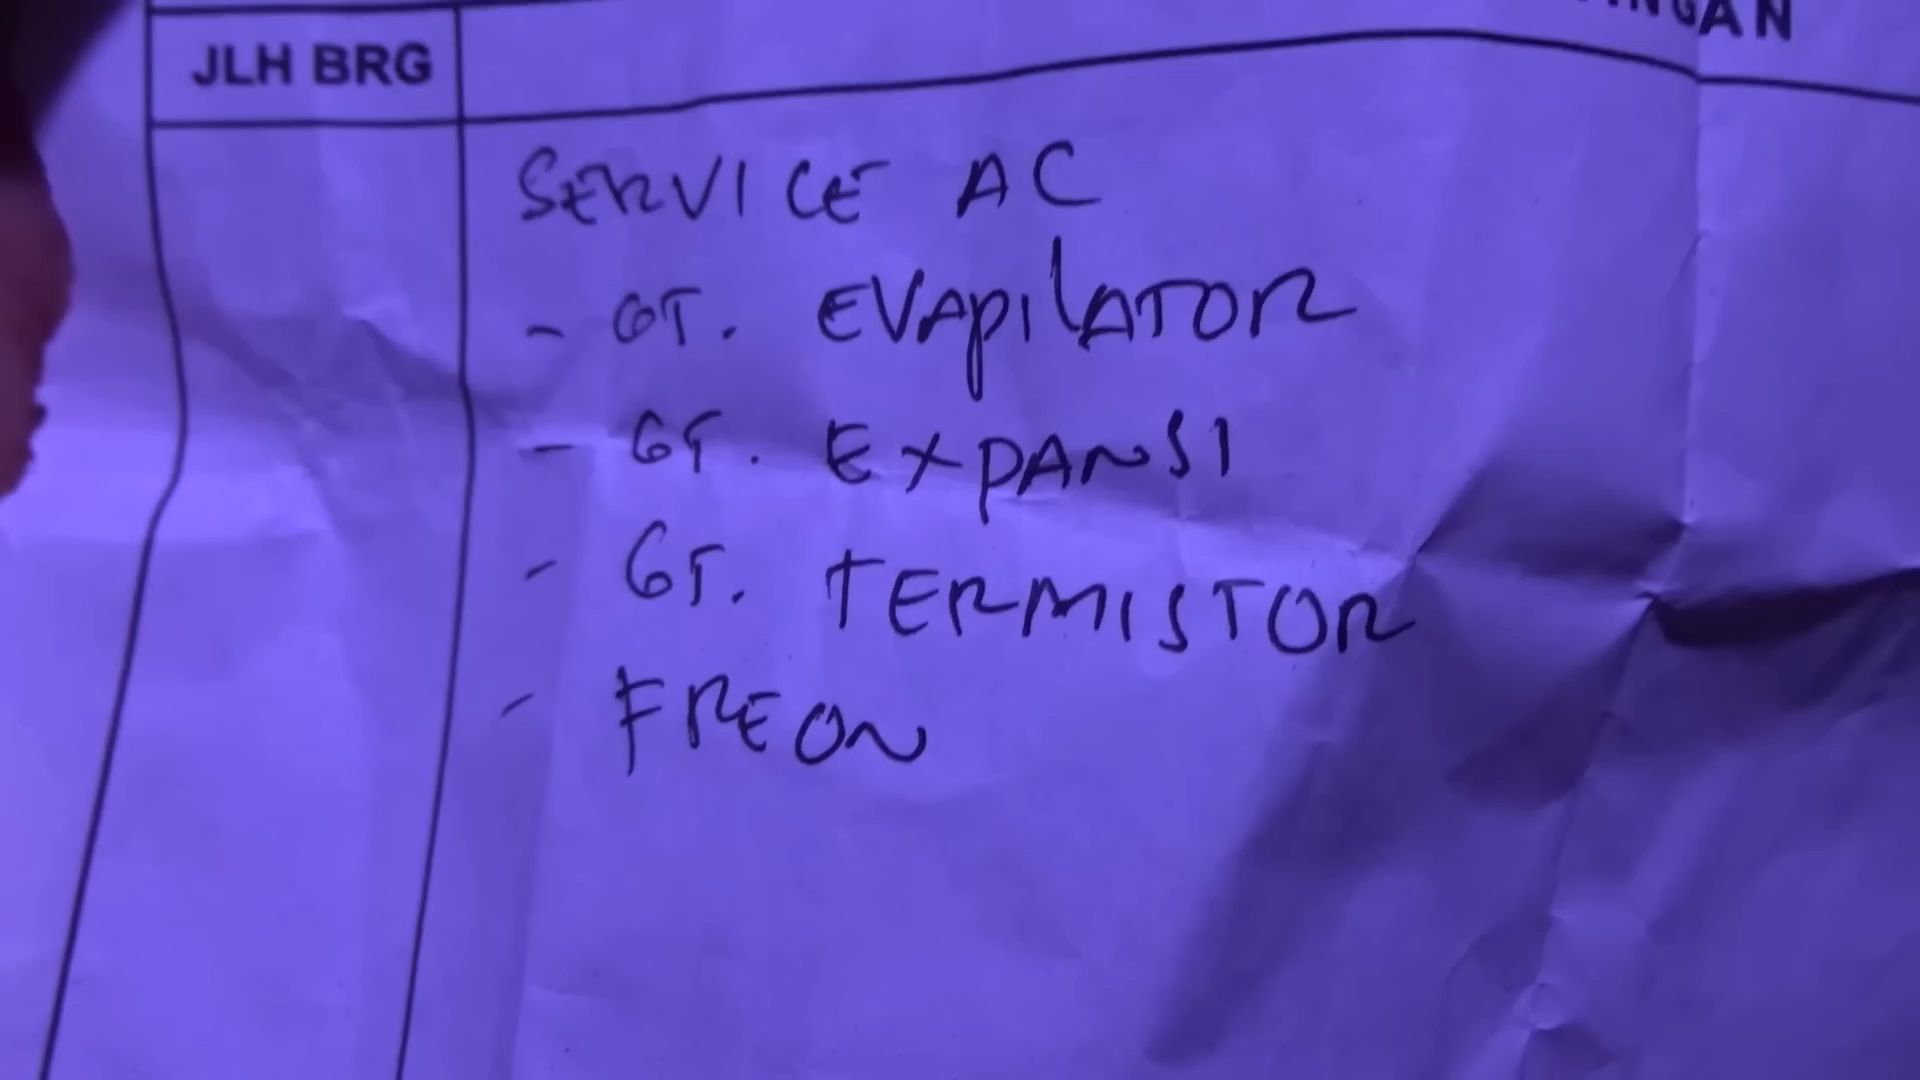 JLH BRG
SERVICE AC
- GT. EVAPILATOR
- GT. EXPANSI
- GT. TERMISTOR
- FREON